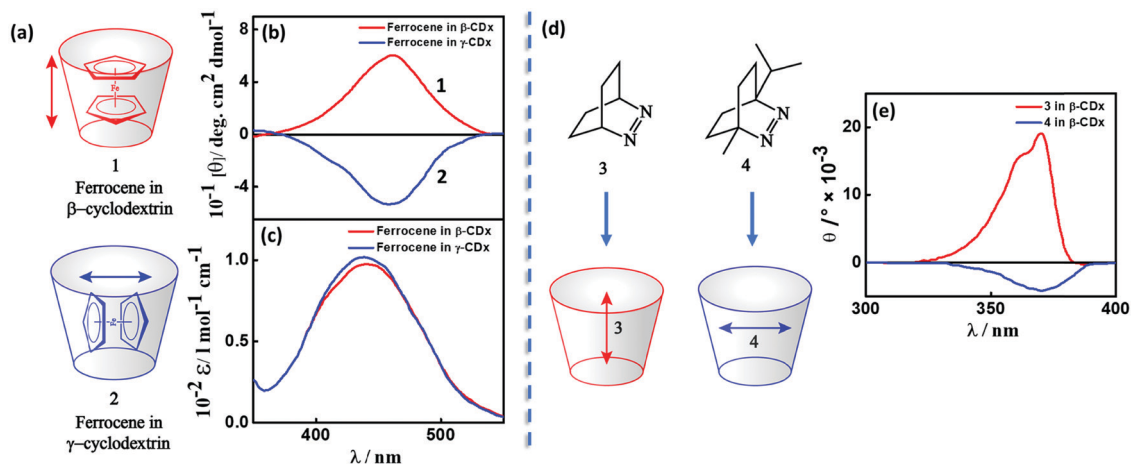 (a)
Fe
1
Ferrocene in
β–cyclodextrin
Fe
2
Ferrocene in
γ–cyclodextrin
(b)
Ferrocene in β-CDx
Ferrocene in γ-CDx
10⁻¹ [θ]/ deg. cm² dmol⁻¹
8
4
0
-4
1
2
(c)
Ferrocene in β-CDx
Ferrocene in γ-CDx
10⁻² ε/ l mol⁻¹ cm⁻¹
1.0
0.5
0.0
400
500
λ / nm
(d)
N
N
3
N
N
4
3
4
(e)
3 in β-CDx
4 in β-CDx
θ /° × 10⁻³
20
10
0
300
350
400
λ / nm